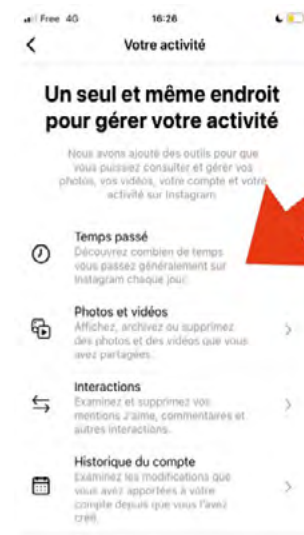 Free 4G 16:26
Votre activité
Un seul et même endroit
pour gérer votre activité
Nous avons ajouté des outils pour que
vous puissiez consulter et gérer vos
photos, vos vidéos, votre compte et votre
activité sur Instagram.
Temps passé
Découvrez combien de temps
vous passez généralement sur
Instagram chaque jour.
Photos et vidéos
Affichez, archivez ou supprimez
des photos et des vidéos que vous
avez partagées.
Interactions
Examinez et supprimez vos
mentions J'aime, commentaires et
autres interactions.
Historique du compte
Examinez les modifications que
vous avez apportées à votre
compte depuis que vous l'avez
créé.